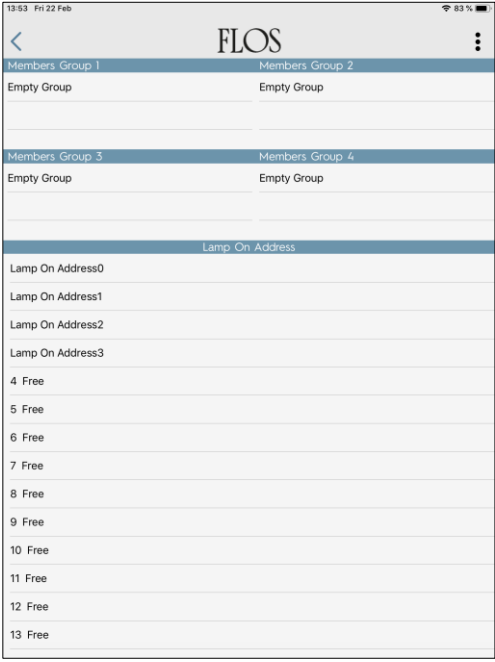 13:53 Fri 22 Feb 83 %
FLOS
Members Group 1 Members Group 2
Empty Group Empty Group
Members Group 3 Members Group 4
Empty Group Empty Group
Lamp On Address
Lamp On Address0
Lamp On Address1
Lamp On Address2
Lamp On Address3
4 Free
5 Free
6 Free
7 Free
8 Free
9 Free
10 Free
11 Free
12 Free
13 Free